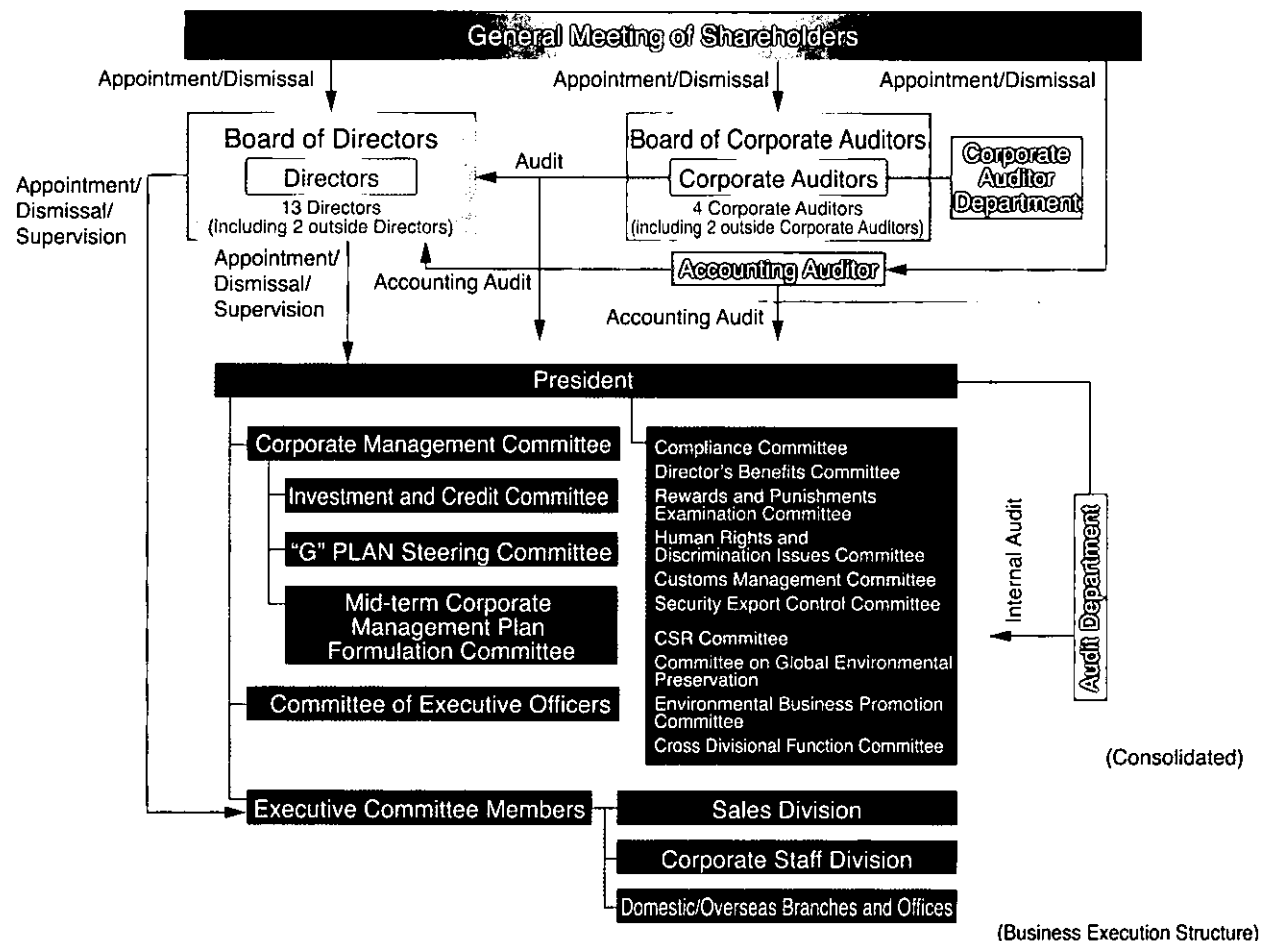 General Meeting of Shareholders
Appointment/Dismissal
Appointment/Dismissal
Appointment/Dismissal
Board of Directors
Directors
13 Directors
(including 2 outside Directors)
Audit
Board of Corporate Auditors
Corporate Auditors
4 Corporate Auditors
(including 2 outside Corporate Auditors)
Corporate
Auditor
Department
Appointment/
Dismissal/
Supervision
Appointment/
Dismissal/
Supervision
Accounting Audit
Accounting Auditor
Accounting Audit
President
Corporate Management Committee
Investment and Credit Committee
“G” PLAN Steering Committee
Mid-term Corporate
Management Plan
Formulation Committee
Committee of Executive Officers
Compliance Committee
Director's Benefits Committee
Rewards and Punishments
Examination Committee
Human Rights and
Discrimination Issues Committee
Customs Management Committee
Security Export Control Committee
CSR Committee
Committee on Global Environmental
Preservation
Environmental Business Promotion
Committee
Cross Divisional Function Committee
Internal Audit
Audit Department
(Consolidated)
Executive Committee Members
Sales Division
Corporate Staff Division
Domestic/Overseas Branches and Offices
(Business Execution Structure)